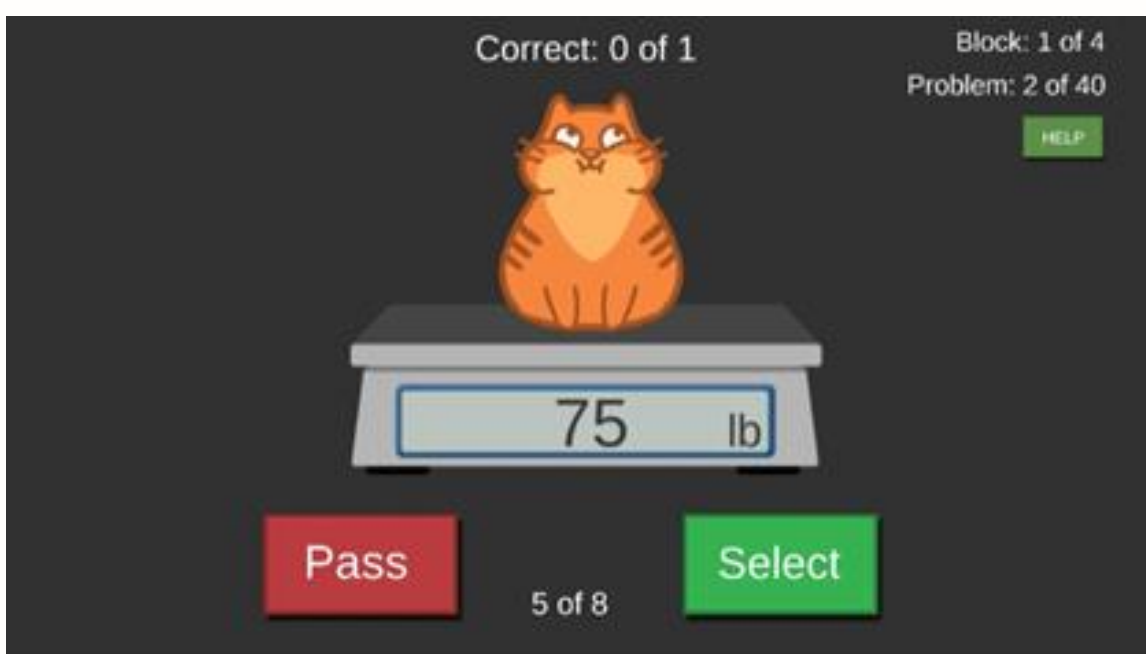 Correct: 0 of 1
Block: 1 of 4
Problem: 2 of 40
HELP
75 lb
Pass
Select
5 of 8